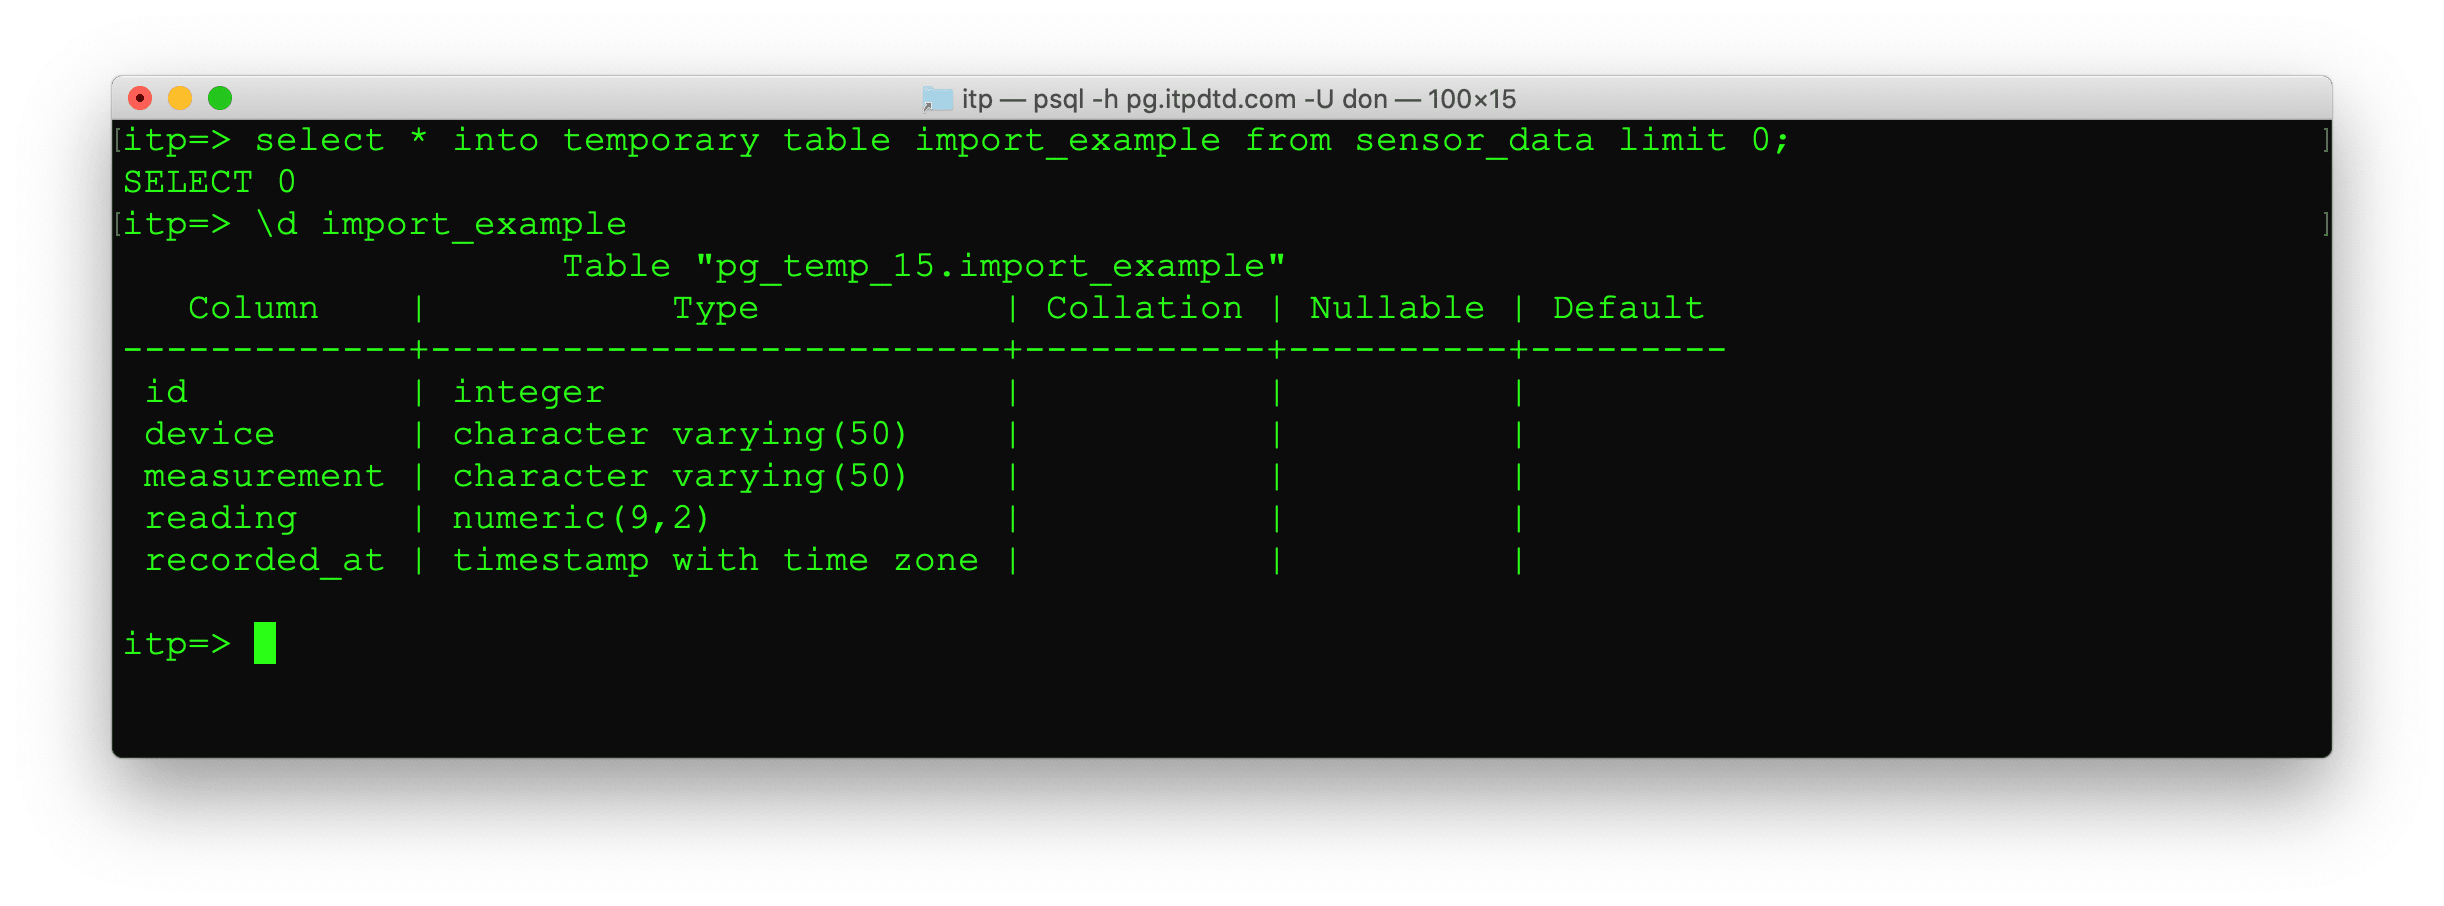 itp — psql -h pg.itpdtd.com -U don — 100×15
[itp=> select * into temporary table import_example from sensor_data limit 0; ]
SELECT 0
[itp=> \d import_example ]
Table "pg_temp_15.import_example"
Column | Type | Collation | Nullable | Default
-------------+--------------------------+-----------+----------+---------
id | integer | | |
device | character varying(50) | | |
measurement | character varying(50) | | |
reading | numeric(9,2) | | |
recorded_at | timestamp with time zone | | |
itp=>